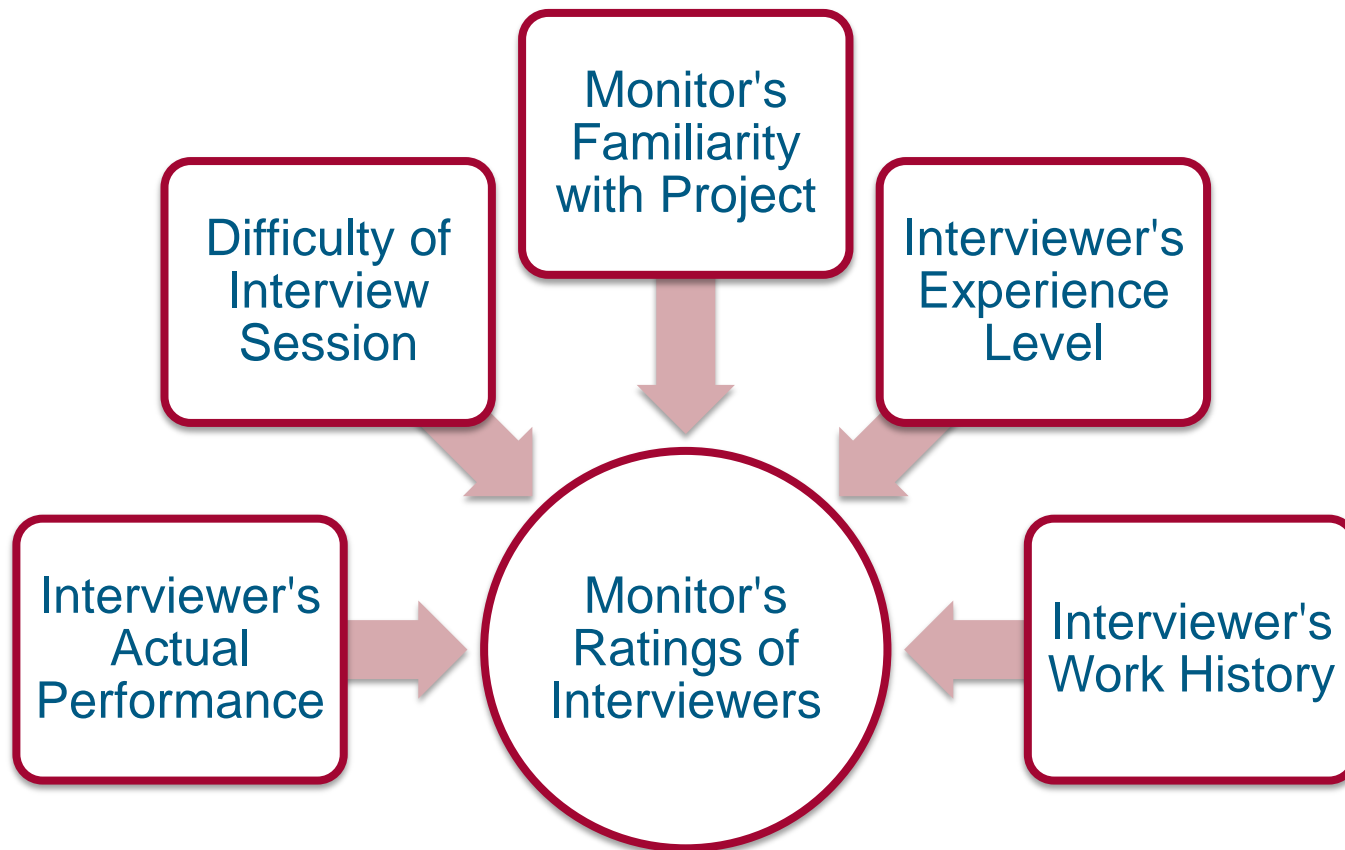 Monitor's
Familiarity
with Project
Difficulty of
Interview
Session
Interviewer's
Experience
Level
Interviewer's
Actual
Performance
Monitor's
Ratings of
Interviewers
Interviewer's
Work History